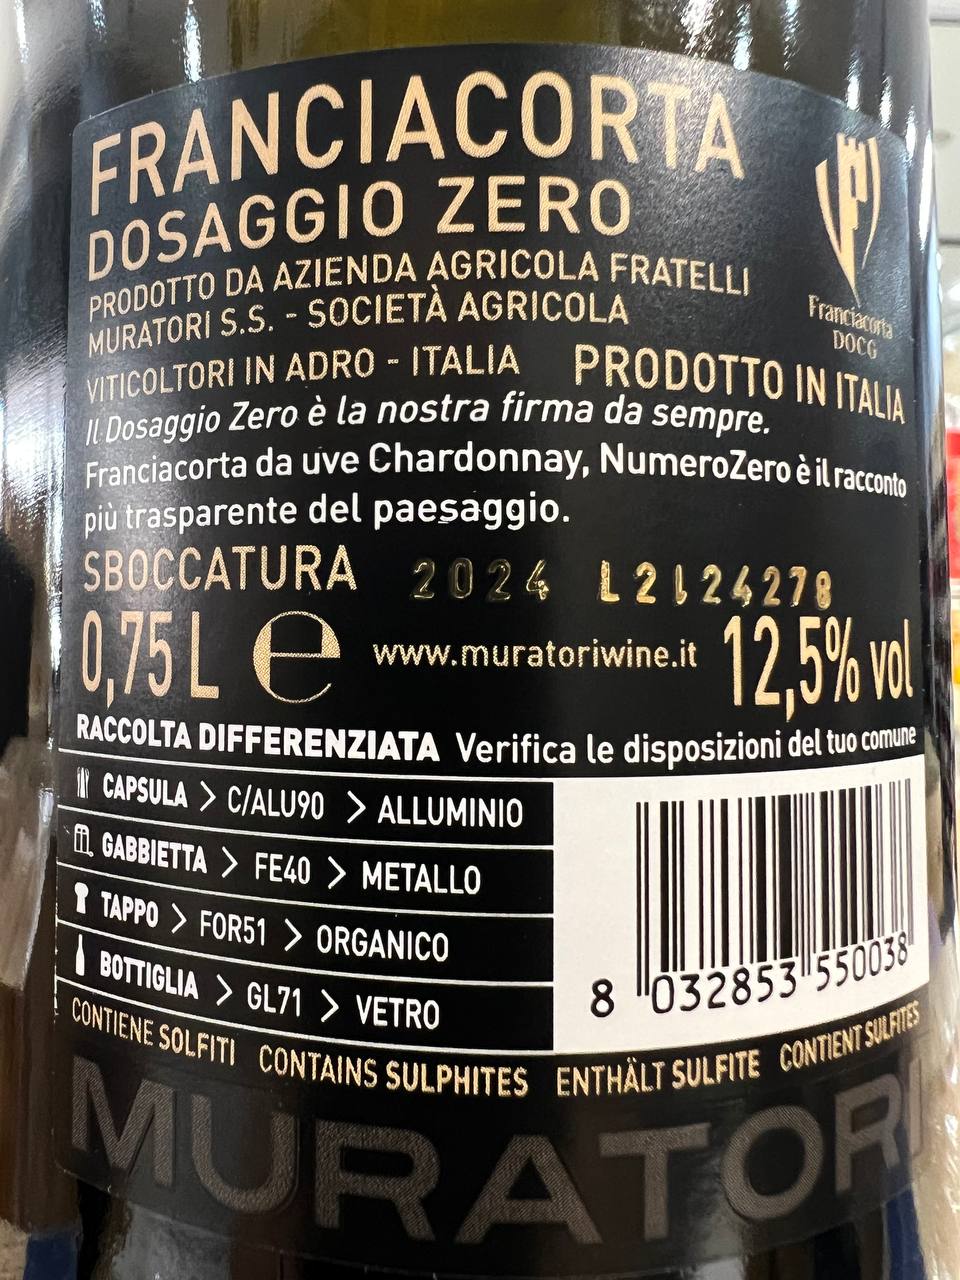 FRANCIACORTA
DOSAGGIO ZERO
PRODOTTO DA AZIENDA AGRICOLA FRATELLI
MURATORI S.S. - SOCIETÀ AGRICOLA
Franciacorta
DOCG
VITICOLTORI IN ADRO - ITALIA PRODOTTO IN ITALIA
Il Dosaggio Zero è la nostra firma da sempre.
Franciacorta da uve Chardonnay, NumeroZero è il racconto
più trasparente del paesaggio.
SBOCCATURA 2024 L2L24278
0,75 L e www.muratoriwine.it 12,5% vol
RACCOLTA DIFFERENZIATA Verifica le disposizioni del tuo comune
CAPSULA > C/ALU90 > ALLUMINIO
GABBIETTA > FE40 > METALLO
TAPPO > FOR51 > ORGANICO
BOTTIGLIA > GL71 > VETRO
8 032853 550038
CONTIENE SOLFITI CONTAINS SULPHITES ENTHÄLT SULFITE CONTIENT SULFITES
MURATORI